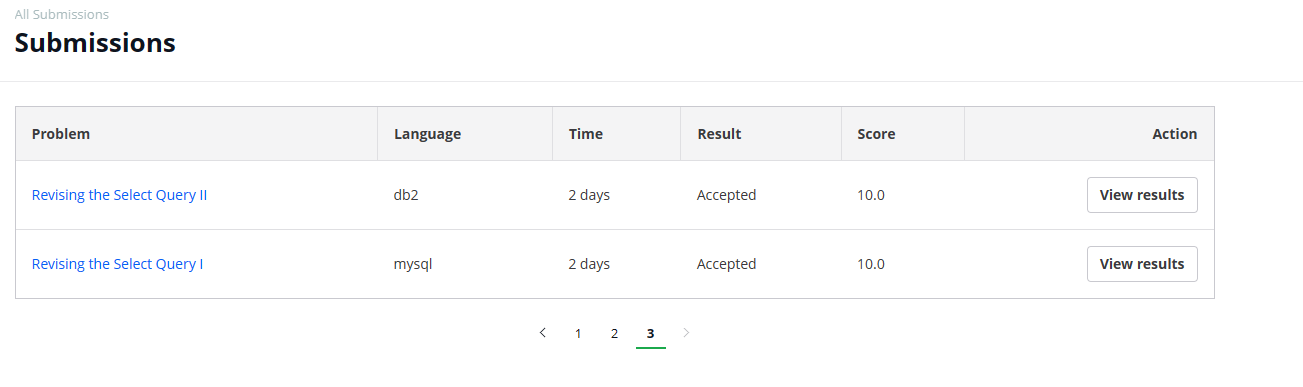 All Submissions
Submissions
Problem Language Time Result Score Action
Revising the Select Query II db2 2 days Accepted 10.0 View results
Revising the Select Query I mysql 2 days Accepted 10.0 View results
1 2 3